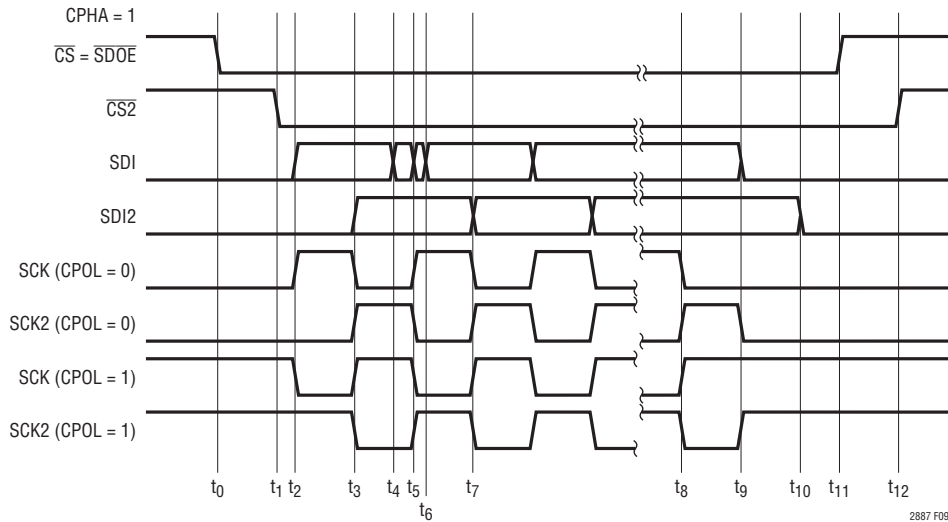 CPHA = 1
CS = SDOE
CS2
SDI
SDI2
SCK (CPOL = 0)
SCK2 (CPOL = 0)
SCK (CPOL = 1)
SCK2 (CPOL = 1)
t0 t1 t2 t3 t4 t5 t6 t7 t8 t9 t10 t11 t12
2887 F09